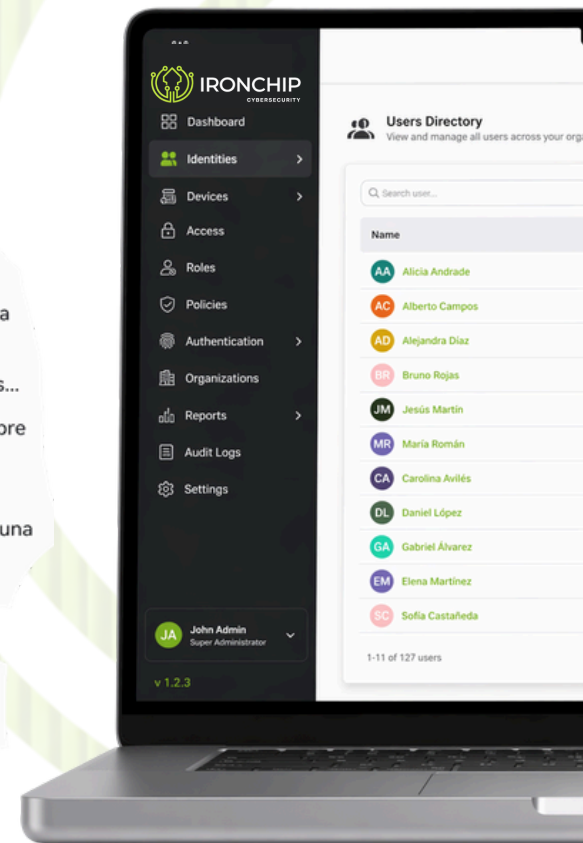 a
s...
bre
una
IRONCHIP
CYBERSECURITY
Dashboard
Identities
Devices
Access
Roles
Policies
Authentication
Organizations
Reports
Audit Logs
Settings
JA
John Admin
Super Administrator
v 1.2.3
Users Directory
View and manage all users across your orga
Search user...
Name
AA Alicia Andrade
AC Alberto Campos
AD Alejandra Díaz
BR Bruno Rojas
JM Jesús Martín
MR María Román
CA Carolina Avilés
DL Daniel López
GA Gabriel Álvarez
EM Elena Martínez
SC Sofía Castañeda
1-11 of 127 users